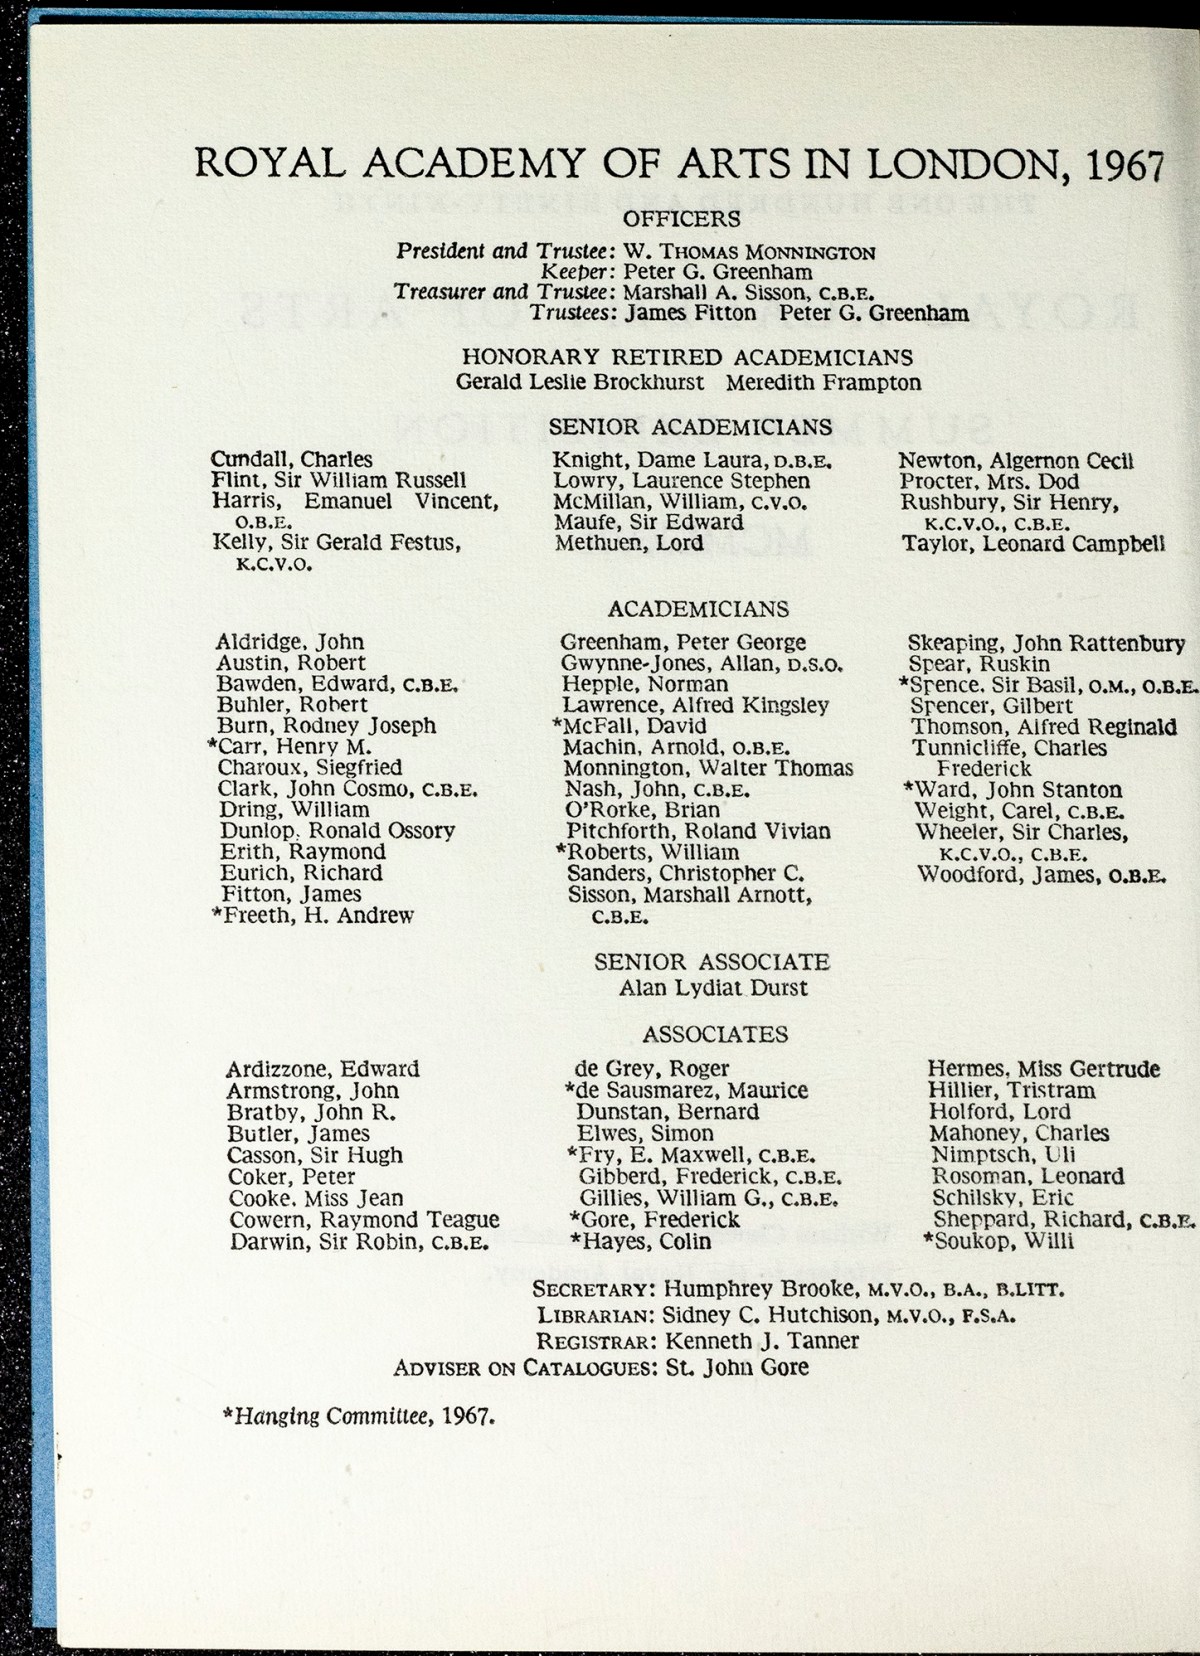 ROYAL ACADEMY OF ARTS IN LONDON, 1967
OFFICERS
President and Trustee: W. THOMAS MONNINGTON
Keeper: Peter G. Greenham
Treasurer and Trustee: Marshall A. Sisson, C.B.E.
Trustees: James Fitton Peter G. Greenham
HONORARY RETIRED ACADEMICIANS
Gerald Leslie Brockhurst Meredith Frampton
SENIOR ACADEMICIANS
Cundall, Charles
Flint, Sir William Russell
Harris, Emanuel Vincent,
O.B.E.
Kelly, Sir Gerald Festus,
K.C.V.O.
Knight, Dame Laura, D.B.E.
Lowry, Laurence Stephen
McMillan, William, C.V.O.
Maufe, Sir Edward
Methuen, Lord
Newton, Algernon Cecil
Procter, Mrs. Dod
Rushbury, Sir Henry,
K.C.V.O., C.B.E.
Taylor, Leonard Campbell
ACADEMICIANS
Aldridge, John
Austin, Robert
Bawden, Edward, C.B.E.
Buhler, Robert
Burn, Rodney Joseph
*Carr, Henry M.
Charoux, Siegfried
Clark, John Cosmo, C.B.E.
Dring, William
Dunlop, Ronald Ossory
Erith, Raymond
Eurich, Richard
Fitton, James
*Freeth, H. Andrew
Greenham, Peter George
Gwynne-Jones, Allan, D.S.O.
Hepple, Norman
Lawrence, Alfred Kingsley
*McFall, David
Machin, Arnold, O.B.E.
Monnington, Walter Thomas
Nash, John, C.B.E.
O'Rorke, Brian
Pitchforth, Roland Vivian
*Roberts, William
Sanders, Christopher C.
Sisson, Marshall Arnott,
C.B.E.
Skeaping, John Rattenbury
Spear, Ruskin
*Spence, Sir Basil, O.M., O.B.E.
Spencer, Gilbert
Thomson, Alfred Reginald
Tunnicliffe, Charles
Frederick
*Ward, John Stanton
Weight, Carel, C.B.E.
Wheeler, Sir Charles,
K.C.V.O., C.B.E.
Woodford, James, O.B.E.
SENIOR ASSOCIATE
Alan Lydiat Durst
ASSOCIATES
Ardizzone, Edward
Armstrong, John
Bratby, John R.
Butler, James
Casson, Sir Hugh
Coker, Peter
Cooke, Miss Jean
Cowern, Raymond Teague
Darwin, Sir Robin, C.B.E.
de Grey, Roger
*de Sausmarez, Maurice
Dunstan, Bernard
Elwes, Simon
*Fry, E. Maxwell, C.B.E.
Gibberd, Frederick, C.B.E.
Gillies, William G., C.B.E.
*Gore, Frederick
*Hayes, Colin
Hermes, Miss Gertrude
Hillier, Tristram
Holford, Lord
Mahoney, Charles
Nimptsch, Uli
Rosoman, Leonard
Schilsky, Eric
Sheppard, Richard, C.B.E.
*Soukop, Willi
SECRETARY: Humphrey Brooke, M.V.O., B.A., B.LITT.
LIBRARIAN: Sidney C. Hutchison, M.V.O., F.S.A.
REGISTRAR: Kenneth J. Tanner
ADVISER ON CATALOGUES: St. John Gore
*Hanging Committee, 1967.